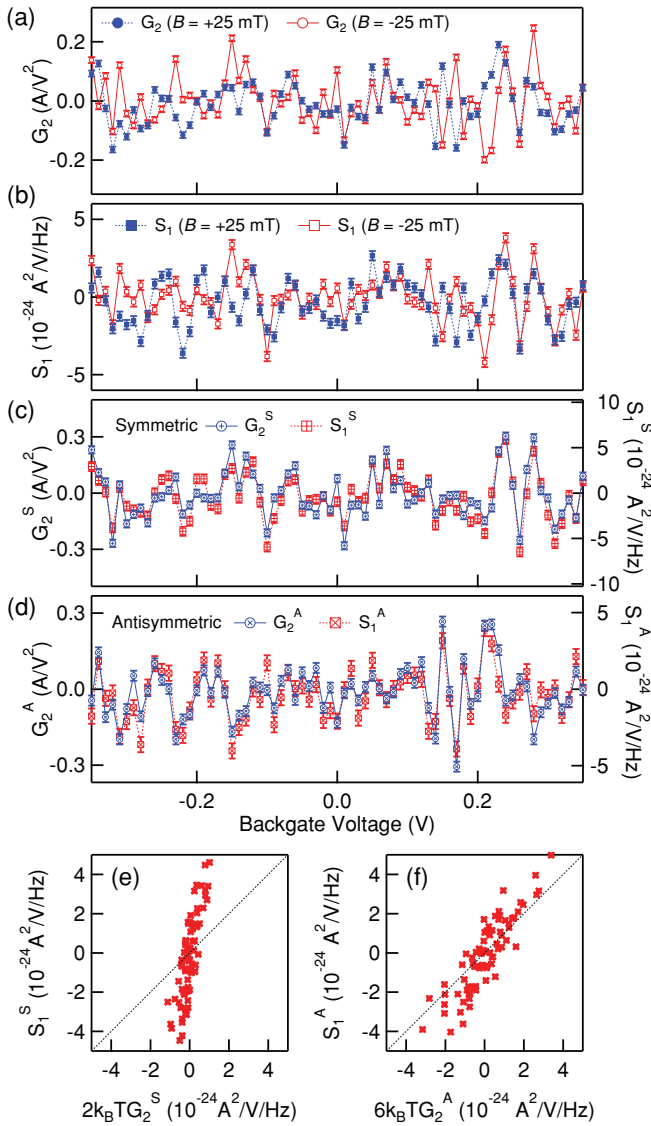 (a)
G₂ (B = +25 mT) G₂ (B = -25 mT)
0.2
0.0
-0.2
G₂ (A/V²)
(b)
S₁ (B = +25 mT) S₁ (B = -25 mT)
5
0
-5
S₁ (10⁻²⁴ A²/V/Hz)
(c)
Symmetric G₂ˢ S₁ˢ
0.3
0.0
-0.3
G₂ˢ (A/V²)
10
5
0
-5
-10
S₁ˢ (10⁻²⁴ A²/V/Hz)
(d)
Antisymmetric G₂ᴬ S₁ᴬ
0.3
0.0
-0.3
G₂ᴬ (A/V²)
5
0
-5
S₁ᴬ (10⁻²⁴ A²/V/Hz)
-0.2 0.0 0.2
Backgate Voltage (V)
(e)
4
2
0
-2
-4
S₁ˢ (10⁻²⁴ A²/V/Hz)
-4 -2 0 2 4
2k_BTG₂ˢ (10⁻²⁴ A²/V/Hz)
(f)
4
2
0
-2
-4
S₁ᴬ (10⁻²⁴ A²/V/Hz)
-4 -2 0 2 4
6k_BTG₂ᴬ (10⁻²⁴ A²/V/Hz)